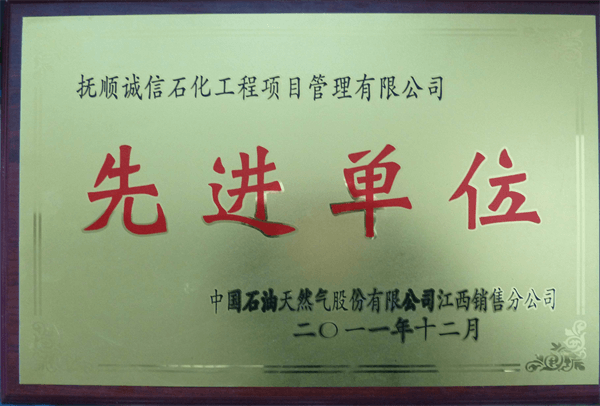 抚顺诚信石化工程项目管理有限公司
先进单位
中国石油天然气股份有限公司江西销售分公司
二〇一一年十二月